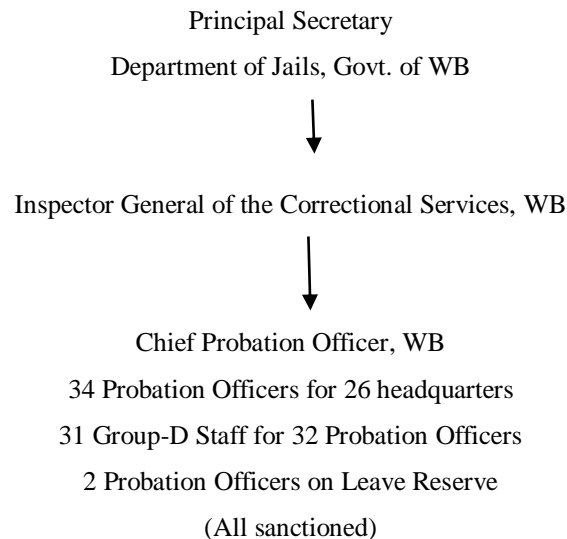 Principal Secretary
Department of Jails, Govt. of WB
Inspector General of the Correctional Services, WB
Chief Probation Officer, WB
34 Probation Officers for 26 headquarters
31 Group-D Staff for 32 Probation Officers
2 Probation Officers on Leave Reserve
(All sanctioned)